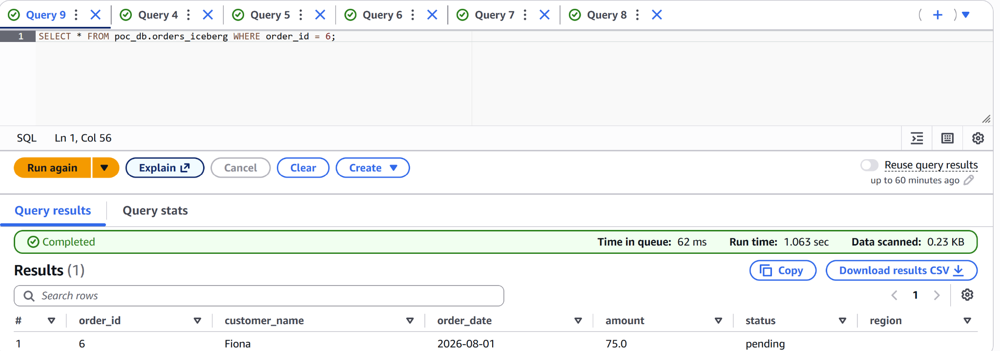 Query 9 Query 4 Query 5 Query 6 Query 7 Query 8
1 SELECT * FROM poc_db.orders_iceberg WHERE order_id = 6;
SQL Ln 1, Col 56
Run again Explain Cancel Clear Create
Reuse query results
up to 60 minutes ago
Query results Query stats
Completed Time in queue: 62 ms Run time: 1.063 sec Data scanned: 0.23 KB
Results (1) Copy Download results CSV
Search rows 1
# order_id customer_name order_date amount status region
1 6 Fiona 2026-08-01 75.0 pending